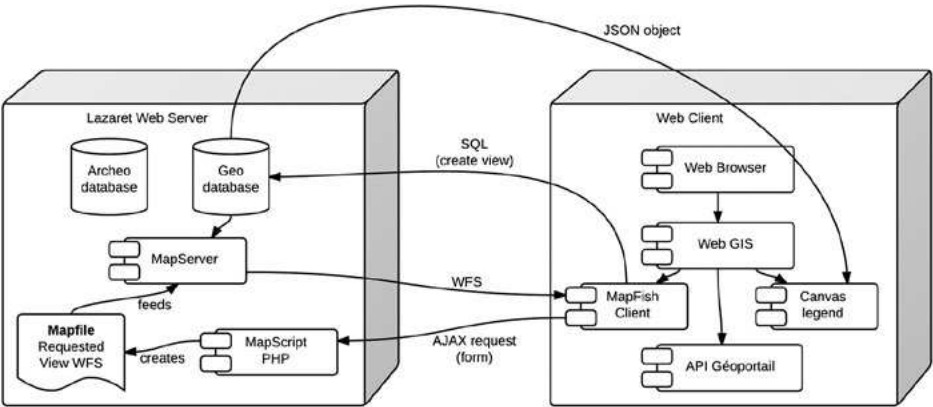 JSON object
Lazaret Web Server
Web Client
Archeo
database
Geo
database
SQL
(create view)
Web Browser
Web GIS
MapServer
WFS
feeds
MapFish
Client
Canvas
legend
Mapfile
Requested
View WFS
creates
MapScript
PHP
AJAX request
(form)
API Géoportail